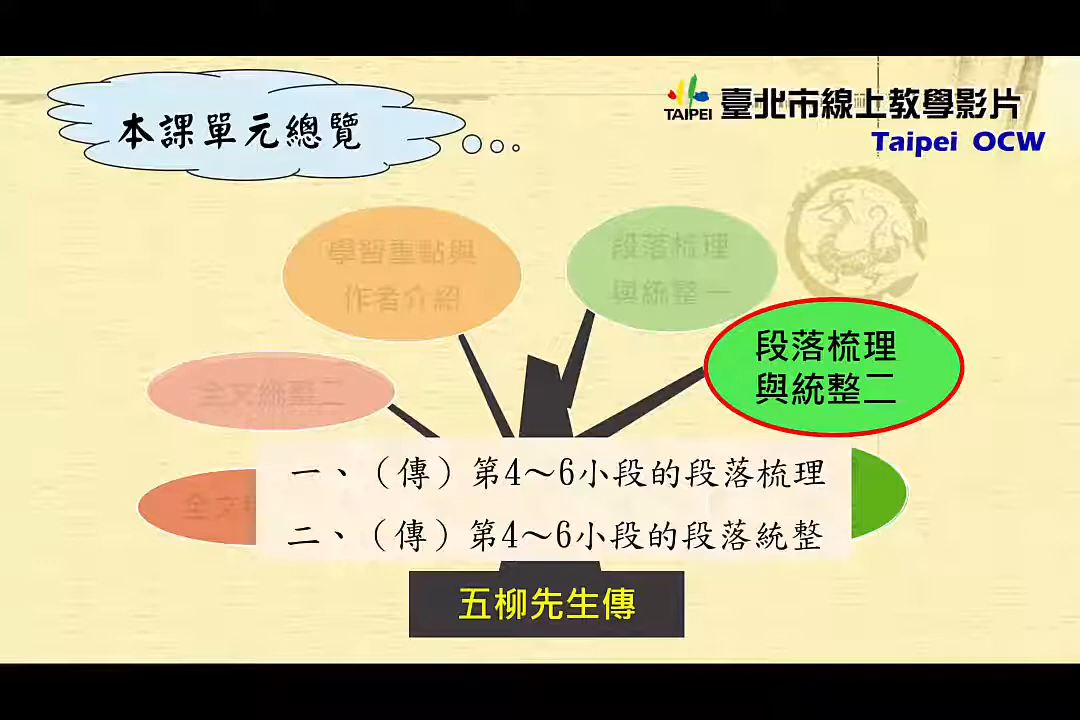 本課單元總覽
TAIPEI 臺北市線上教學影片
Taipei OCW
學習重點與
作者介紹
段落梳理
與統整一
段落梳理
與統整二
全文統整二
全文
一、（傳）第4～6小段的段落梳理
二、（傳）第4～6小段的段落統整
五柳先生傳